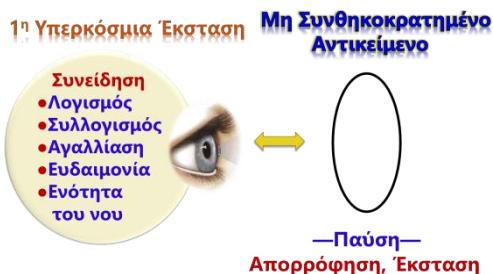 1η Υπερκόσμια Έκσταση
Συνείδηση
●Λογισμός
●Συλλογισμός
●Αγαλλίαση
●Ευδαιμονία
●Ενότητα
του νου
Μη Συνθηκοκρατημένο
Αντικείμενο
—Παύση—
Απορρόφηση, Έκσταση